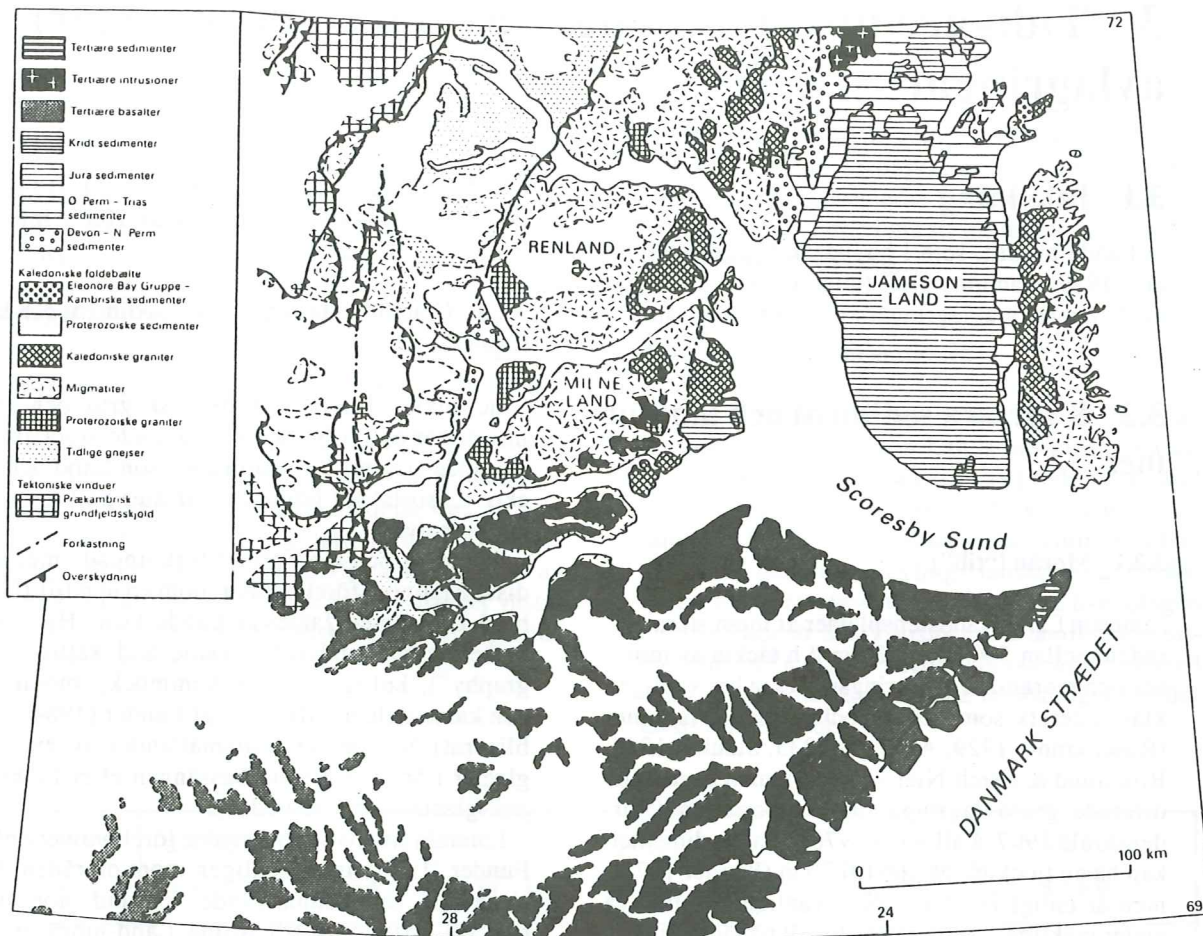 Tertiære sedimenter
Tertiære intrusioner
Tertiære basalter
Kridt sedimenter
Jura sedimenter
O Perm - Trias
sedimenter
Devon - N Perm
sedimenter
Kaledoniske foldebælte
Eleonore Bay Gruppe -
Kambriske sedimenter
Proterozoiske sedimenter
Kaledoniske graniter
Migmatiter
Proterozoiske graniter
Tidlige gnejser
Tektoniske vinduer
Prækambrisk
grundfjeldsskjold
Forkastning
Overskydning
72
RENLAND
JAMESON
LAND
MILNE
LAND
Scoresby Sund
DANMARK STRÆDET
0
100 km
28
24
69